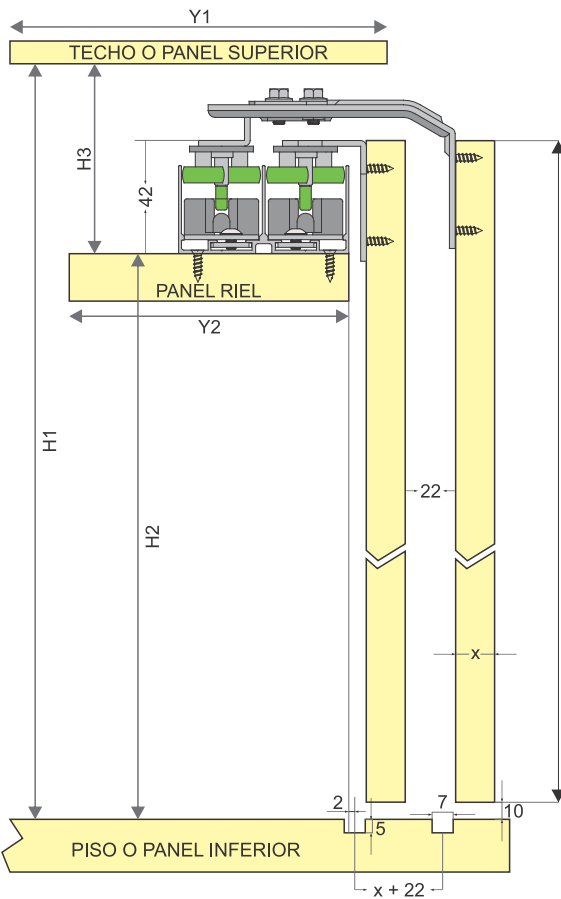 Y1
TECHO O PANEL SUPERIOR
H3
42
PANEL RIEL
Y2
H1
H2
22
x
2
7
10
5
PISO O PANEL INFERIOR
x + 22